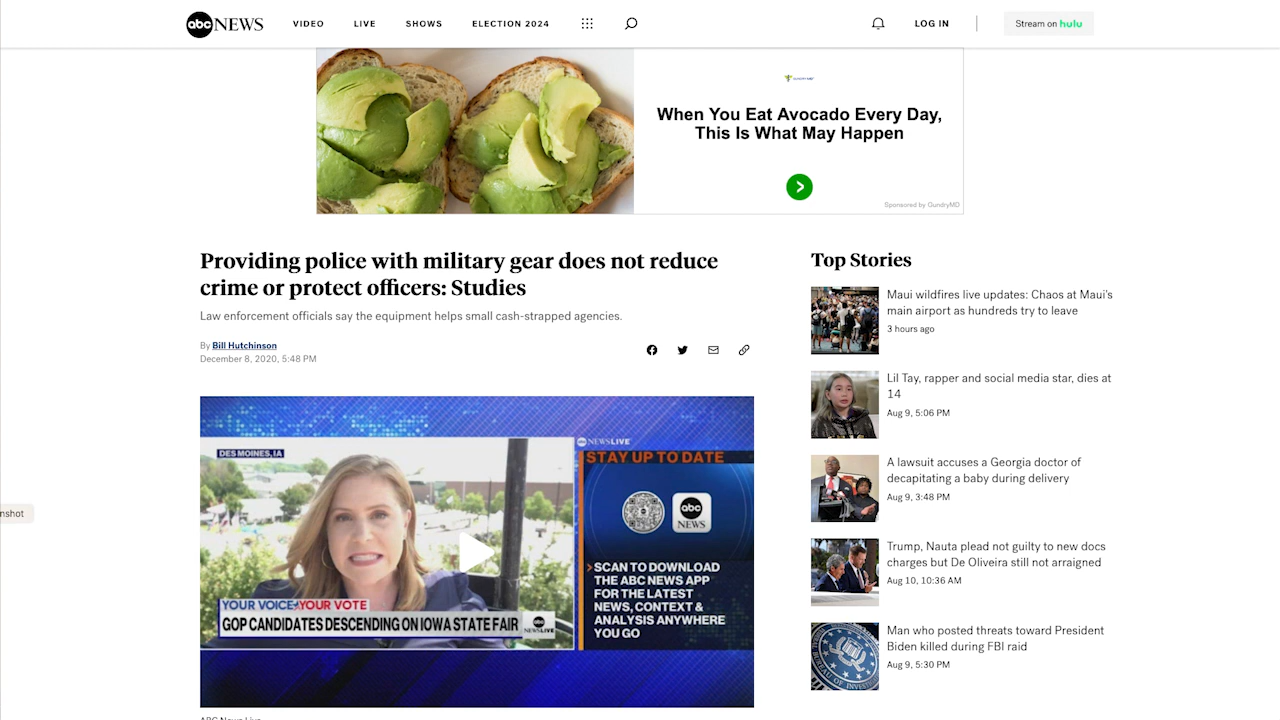 abc NEWS
VIDEO
LIVE
SHOWS
ELECTION 2024
LOG IN
Stream on hulu
When You Eat Avocado Every Day,
This Is What May Happen
Sponsored by GundryMD
Providing police with military gear does not reduce
crime or protect officers: Studies
Law enforcement officials say the equipment helps small cash-strapped agencies.
By Bill Hutchinson
December 8, 2020, 5:48 PM
DES MOINES, IA
abc NEWS LIVE
STAY UP TO DATE
abc
NEWS
SCAN TO DOWNLOAD
THE ABC NEWS APP
FOR THE LATEST
NEWS, CONTEXT &
ANALYSIS ANYWHERE
YOU GO
YOUR VOICE YOUR VOTE
GOP CANDIDATES DESCENDING ON IOWA STATE FAIR
abc
NEWS LIVE
ABC News Live
nshot
Top Stories
Maui wildfires live updates: Chaos at Maui's
main airport as hundreds try to leave
3 hours ago
Lil Tay, rapper and social media star, dies at
14
Aug 9, 5:06 PM
A lawsuit accuses a Georgia doctor of
decapitating a baby during delivery
Aug 9, 3:48 PM
Trump, Nauta plead not guilty to new docs
charges but De Oliveira still not arraigned
Aug 10, 10:36 AM
Man who posted threats toward President
Biden killed during FBI raid
Aug 9, 5:30 PM